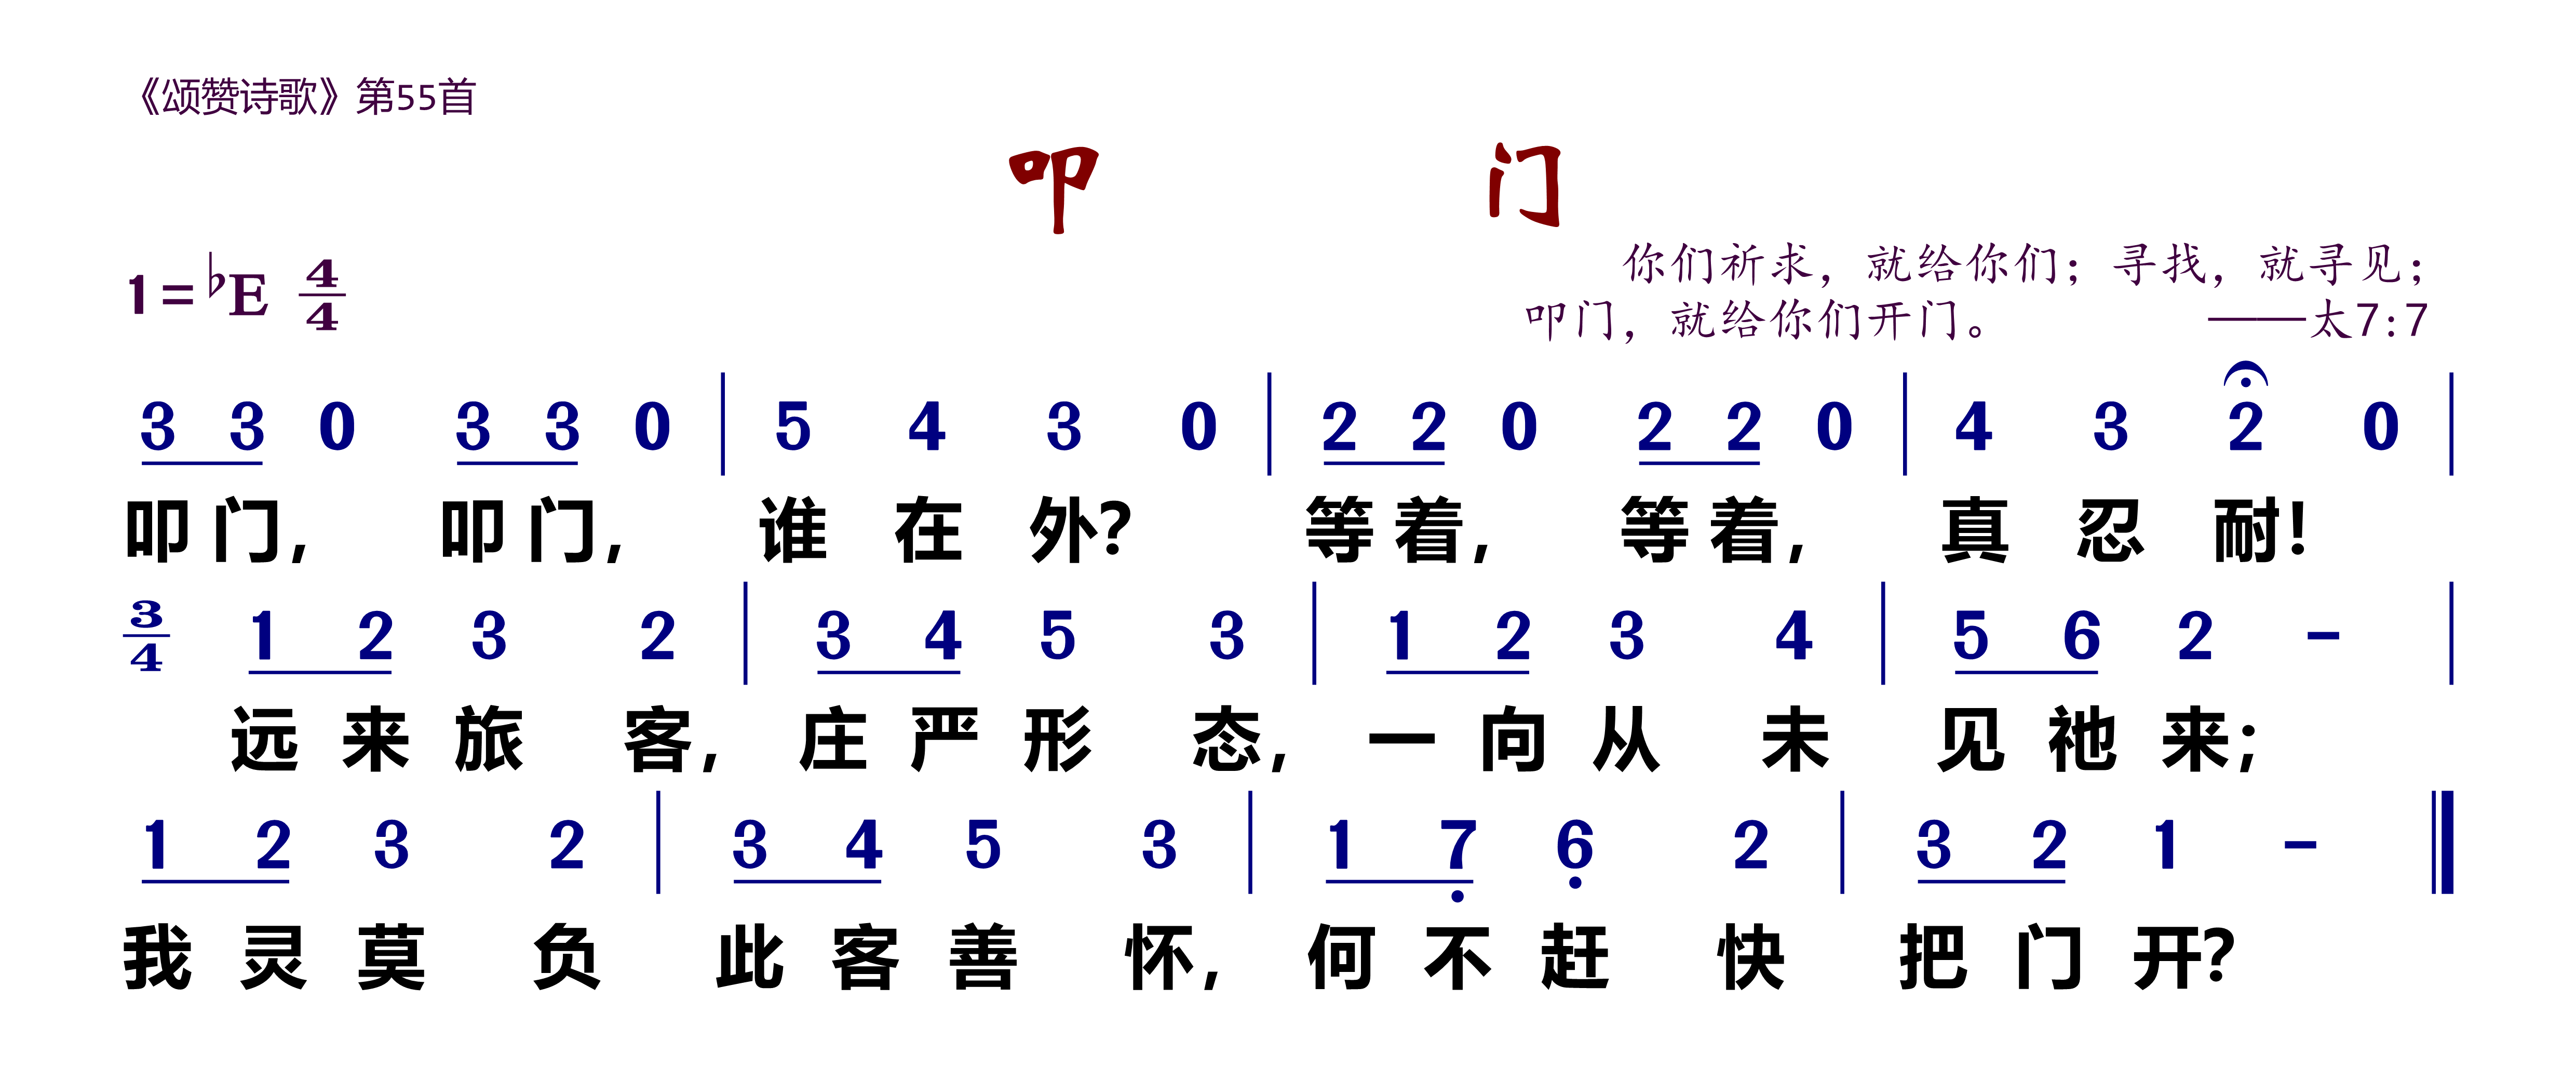 《颂赞诗歌》第55首
叩 门
1=♭E 4/4
你们祈求，就给你们；寻找，就寻见；
叩门，就给你们开门。 ——太7:7
3 3 0 3 3 0 | 5 4 3 0 | 2 2 0 2 2 0 | 4 3 2 0 |
叩门， 叩门， 谁 在 外？ 等着， 等着， 真 忍 耐！
3/4 1 2 3 2 | 3 4 5 3 | 1 2 3 4 | 5 6 2 - |
远 来 旅 客， 庄 严 形 态， 一 向 从 未 见 祂 来；
1 2 3 2 | 3 4 5 3 | 1 7̣ 6̣ 2 | 3 2 1 - ‖
我 灵 莫 负 此 客 善 怀， 何 不 赶 快 把 门 开？